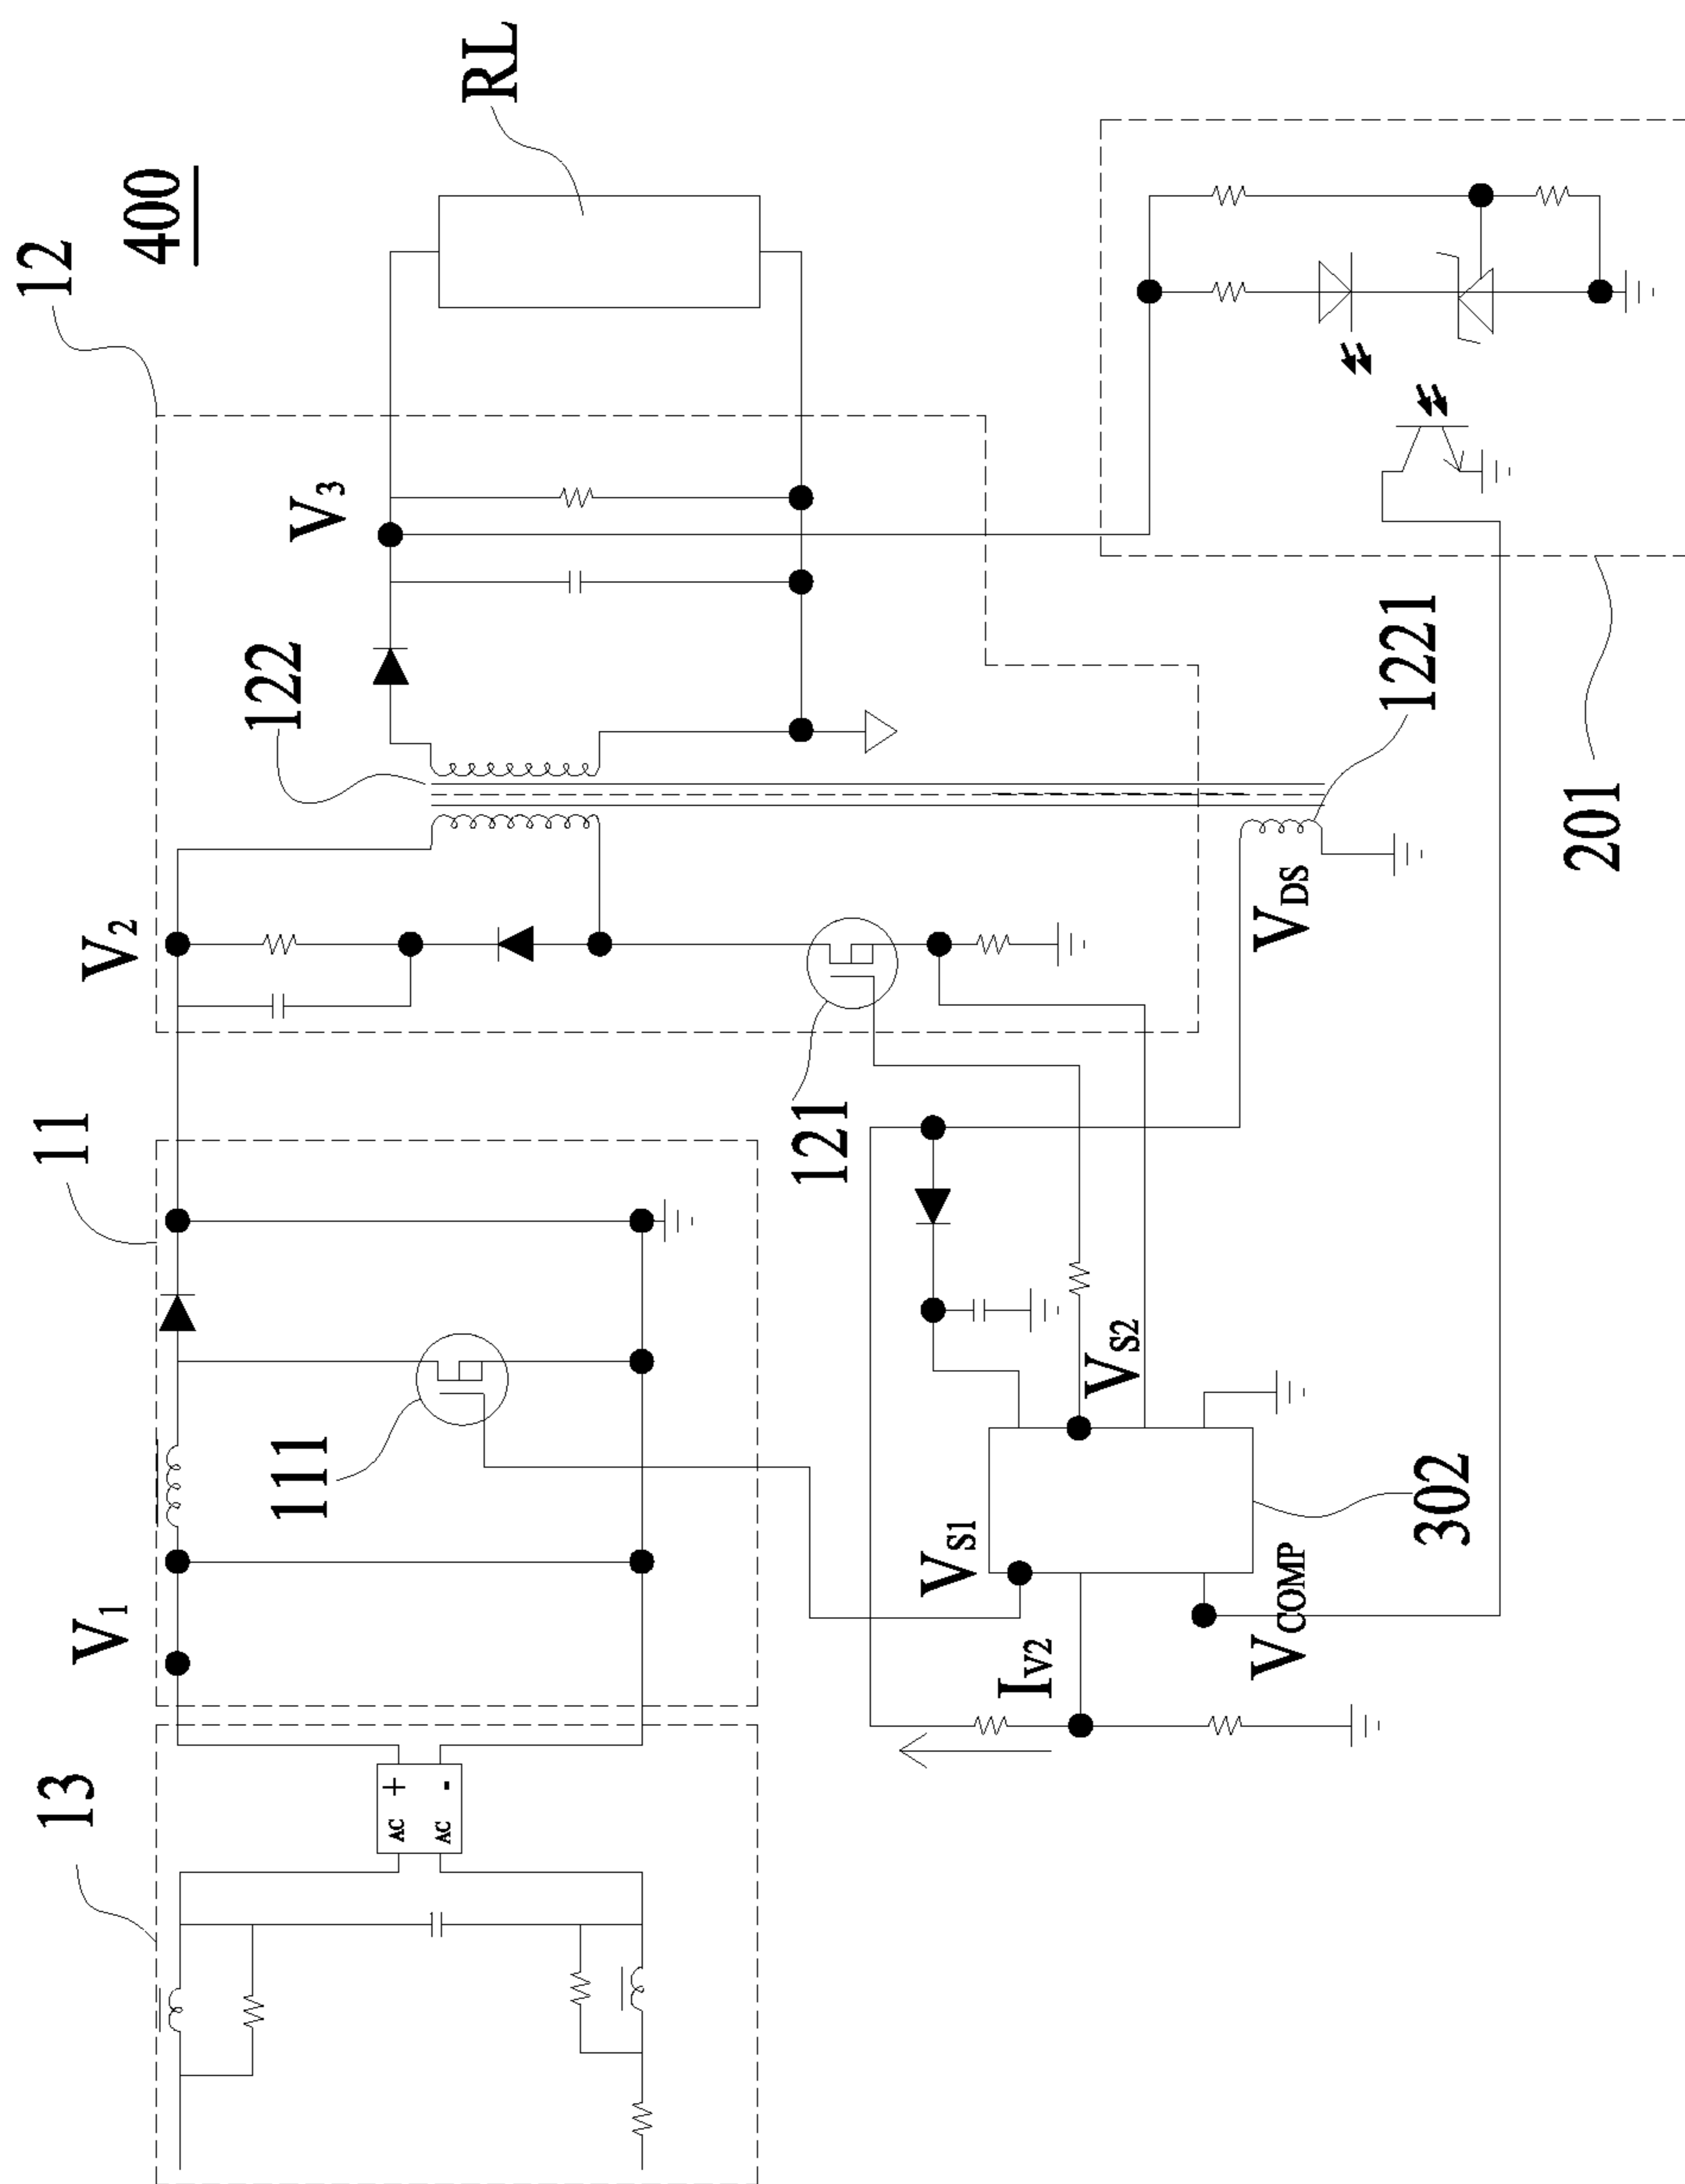 400
13
11
12
V1
V2
V3
122
RL
AC +
AC -
111
121
VS1
VS2
IV2
VCOMP
302
VDS
1221
201